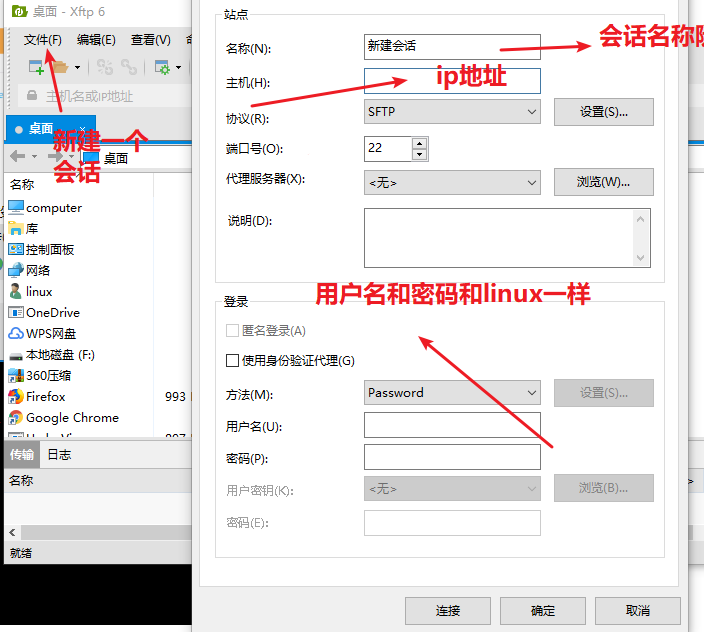 桌面 - Xftp 6
文件(F) 编辑(E) 查看(V)
主机名或IP地址
桌面
新建一个
会话
桌面
名称
computer
库
控制面板
网络
linux
OneDrive
WPS网盘
本地磁盘 (F:)
360压缩
Firefox 993
Google Chrome
传输 日志
名称
就绪
站点
名称(N): 新建会话
会话名称随
主机(H):
ip地址
协议(R): SFTP 设置(S)...
端口号(O): 22
代理服务器(X): <无> 浏览(W)...
说明(D):
用户名和密码和linux一样
登录
匿名登录(A)
使用身份验证代理(G)
方法(M): Password 设置(S)...
用户名(U):
密码(P):
用户密钥(K): <无> 浏览(B)...
密码(E):
连接 确定 取消